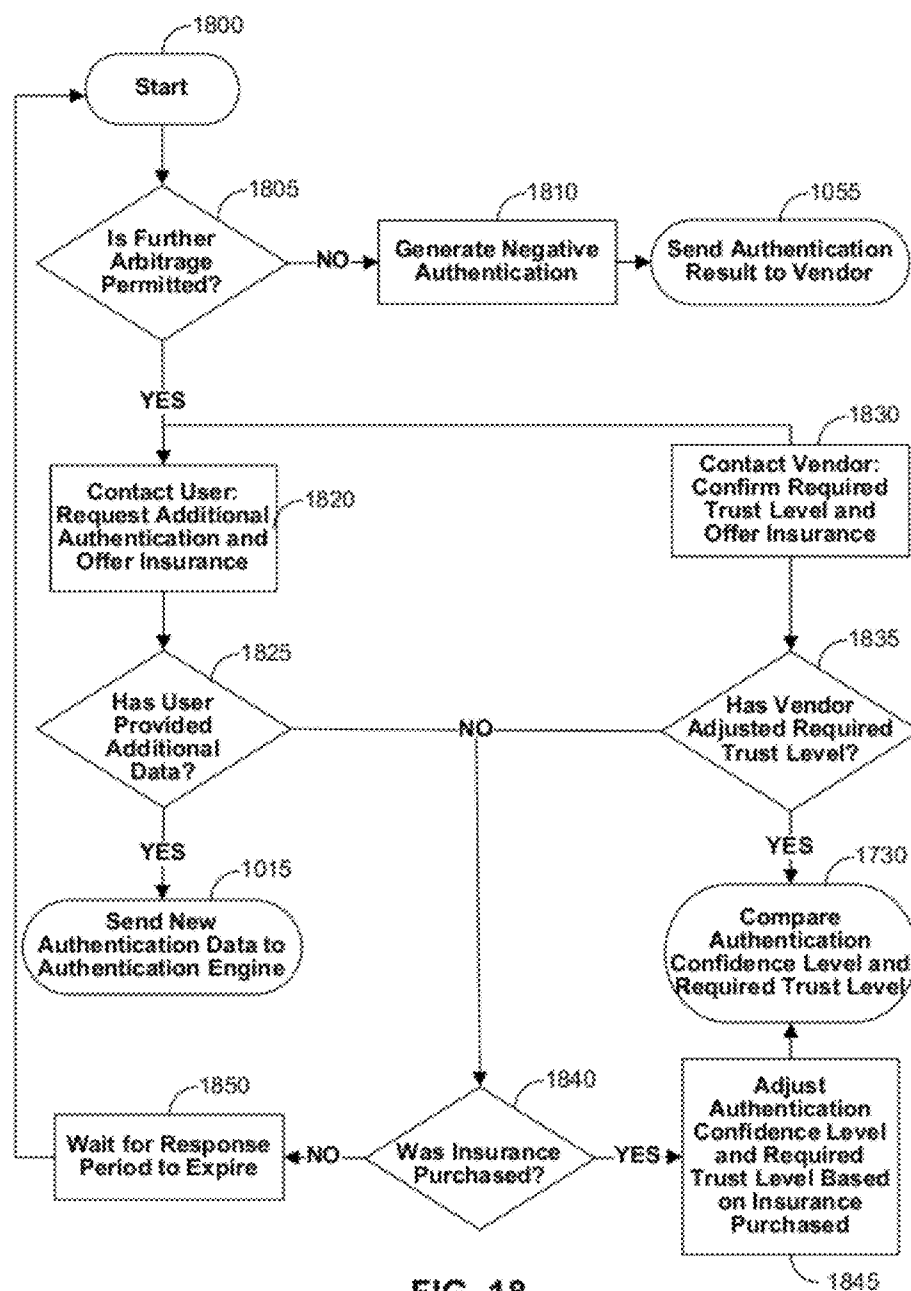 1800
Start
1805
Is Further
Arbitrage
Permitted?
NO
1810
Generate Negative
Authentication
1055
Send Authentication
Result to Vendor
YES
1820
Contact User:
Request Additional
Authentication and
Offer Insurance
1830
Contact Vendor:
Confirm Required
Trust Level and
Offer Insurance
1825
Has User
Provided
Additional
Data?
NO
1835
Has Vendor
Adjusted Required
Trust Level?
YES
1015
Send New
Authentication Data to
Authentication Engine
YES
1730
Compare
Authentication
Confidence Level and
Required Trust Level
1850
Wait for Response
Period to Expire
NO
1840
Was Insurance
Purchased?
YES
Adjust
Authentication
Confidence Level
and Required
Trust Level Based
on Insurance
Purchased
1845
FIG. 18